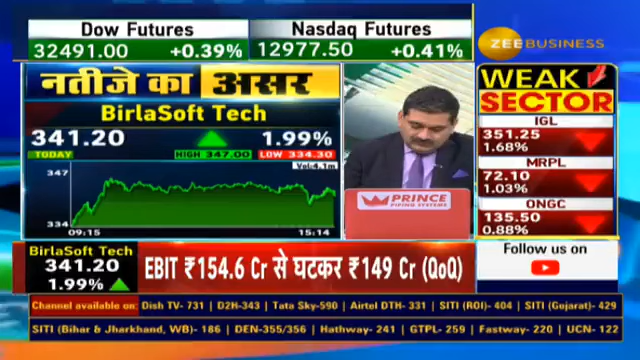 Dow Futures
32491.00 +0.39%
Nasdaq Futures
12977.50 +0.41%
ZEE BUSINESS
नतीजे का असर
BirlaSoft Tech
341.20 1.99%
TODAY HIGH 347.00 LOW 334.30
Vol:4.1m
347
334
09:15 15:14
PRINCE
PIPING SYSTEMS
WEAK
SECTOR
IGL
351.25
1.68%
MRPL
72.10
1.03%
ONGC
135.50
0.88%
BirlaSoft Tech
341.20
1.99%
EBIT ₹154.6 Cr से घटकर ₹149 Cr (QoQ)
Follow us on
Channel available on: Dish TV- 731 | D2H-343 | Tata Sky-590 | Airtel DTH- 331 | SITI (ROI)- 404 | SITI (Gujarat)- 429
SITI (Bihar & Jharkhand, WB)- 186 | DEN-355/356 | Hathway- 241 | GTPL- 259 | Fastway- 220 | UCN- 122